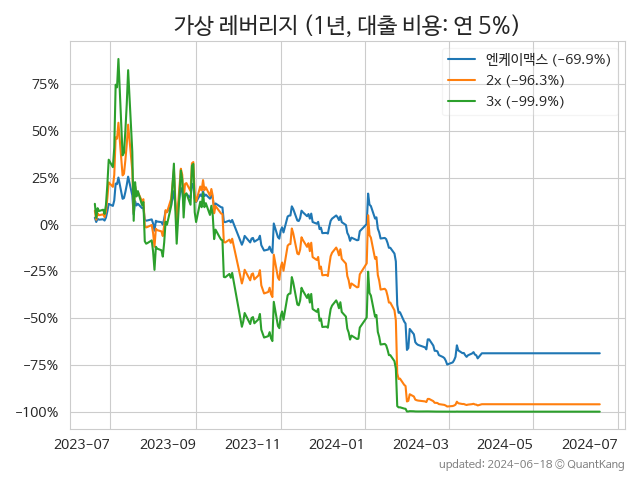 가상 레버리지 (1년, 대출 비용: 연 5%)
엔케이맥스 (−69.9%)
2x (−96.3%)
3x (−99.9%)
75%
50%
25%
0%
−25%
−50%
−75%
−100%
2023-07 2023-09 2023-11 2024-01 2024-03 2024-05 2024-07
updated: 2024-06-18 © QuantKang